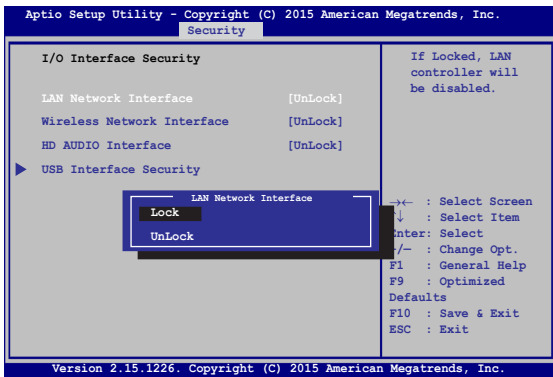 Aptio Setup Utility - Copyright (C) 2015 American Megatrends, Inc.
Security
I/O Interface Security
LAN Network Interface [UnLock]
Wireless Network Interface [UnLock]
HD AUDIO Interface [UnLock]
USB Interface Security
If Locked, LAN
controller will
be disabled.
LAN Network Interface
Lock
UnLock
→← : Select Screen
↓ : Select Item
nter: Select
/— : Change Opt.
F1 : General Help
F9 : Optimized
Defaults
F10 : Save & Exit
ESC : Exit
Version 2.15.1226. Copyright (C) 2015 American Megatrends, Inc.